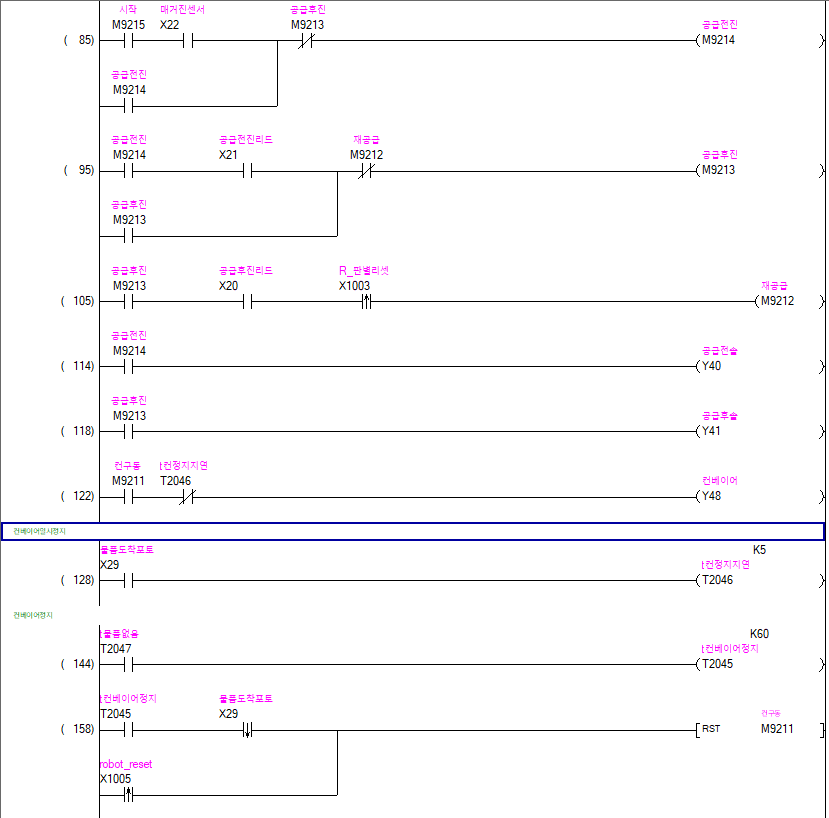 시작 매거진센서 공급후진
M9215 X22 M9213 공급전진
( 85) ( M9214 )
공급전진
M9214
공급전진 공급전진리드 재공급
M9214 X21 M9212 공급후진
( 95) ( M9213 )
공급후진
M9213
공급후진 공급후진리드 R_판별리셋
M9213 X20 X1003 재공급
( 105) ( M9212 )
공급전진
M9214 공급전솔
( 114) ( Y40 )
공급후진
M9213 공급후솔
( 118) ( Y41 )
컨구동 t컨정지지연
M9211 T2046 컨베이어
( 122) ( Y48 )
컨베이어일시정지
물품도착포토 K5
X29 t컨정지지연
( 128) ( T2046 )
컨베이어정지
t물품없음 K60
T2047 t컨베이어정지
( 144) ( T2045 )
t컨베이어정지 물품도착포토
T2045 X29 컨구동
( 158) [ RST M9211 ]
robot_reset
X1005